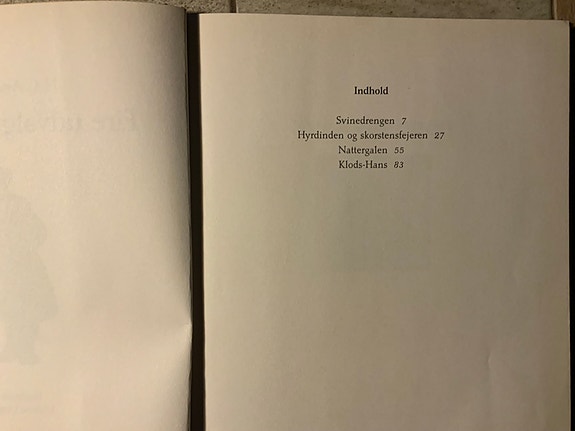 Indhold
Svinedrengen 7
Hyrdinden og skorstensfejeren 27
Nattergalen 55
Klods-Hans 83